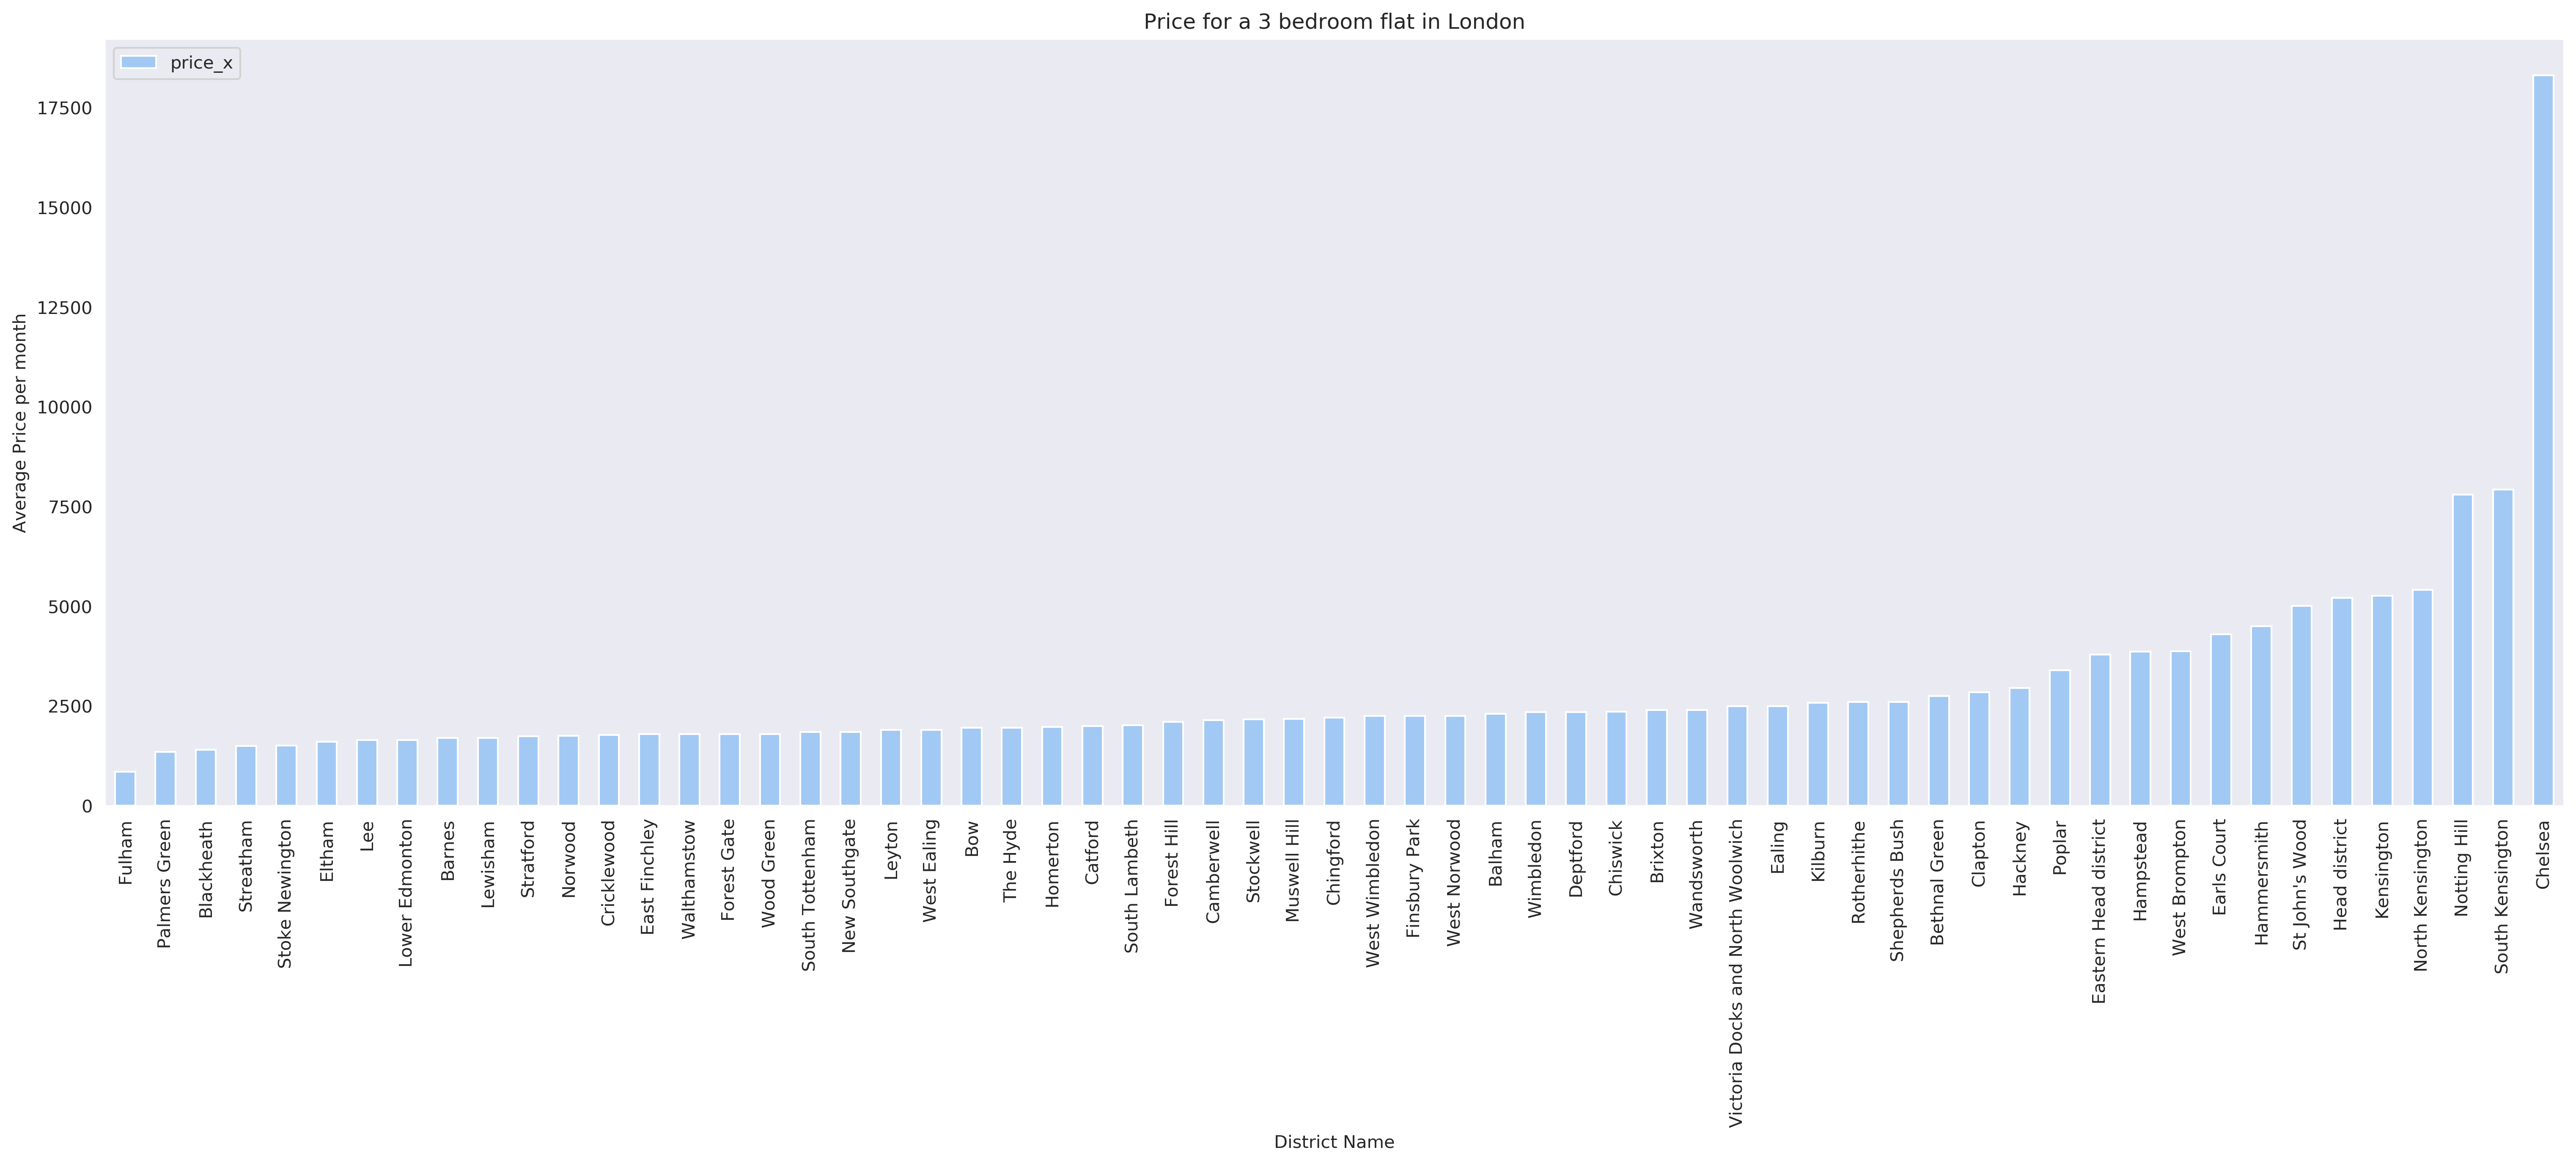 Price for a 3 bedroom flat in London
price_x
Average Price per month
17500
15000
12500
10000
7500
5000
2500
0
Fulham
Palmers Green
Blackheath
Streatham
Stoke Newington
Eltham
Lee
Lower Edmonton
Barnes
Lewisham
Stratford
Norwood
Cricklewood
East Finchley
Walthamstow
Forest Gate
Wood Green
South Tottenham
New Southgate
Leyton
West Ealing
Bow
The Hyde
Homerton
Catford
South Lambeth
Forest Hill
Camberwell
Stockwell
Muswell Hill
Chingford
West Wimbledon
Finsbury Park
West Norwood
Balham
Wimbledon
Deptford
Chiswick
Brixton
Wandsworth
Victoria Docks and North Woolwich
Ealing
Kilburn
Rotherhithe
Shepherds Bush
Bethnal Green
Clapton
Hackney
Poplar
Eastern Head district
Hampstead
West Brompton
Earls Court
Hammersmith
St John's Wood
Head district
Kensington
North Kensington
Notting Hill
South Kensington
Chelsea
District Name